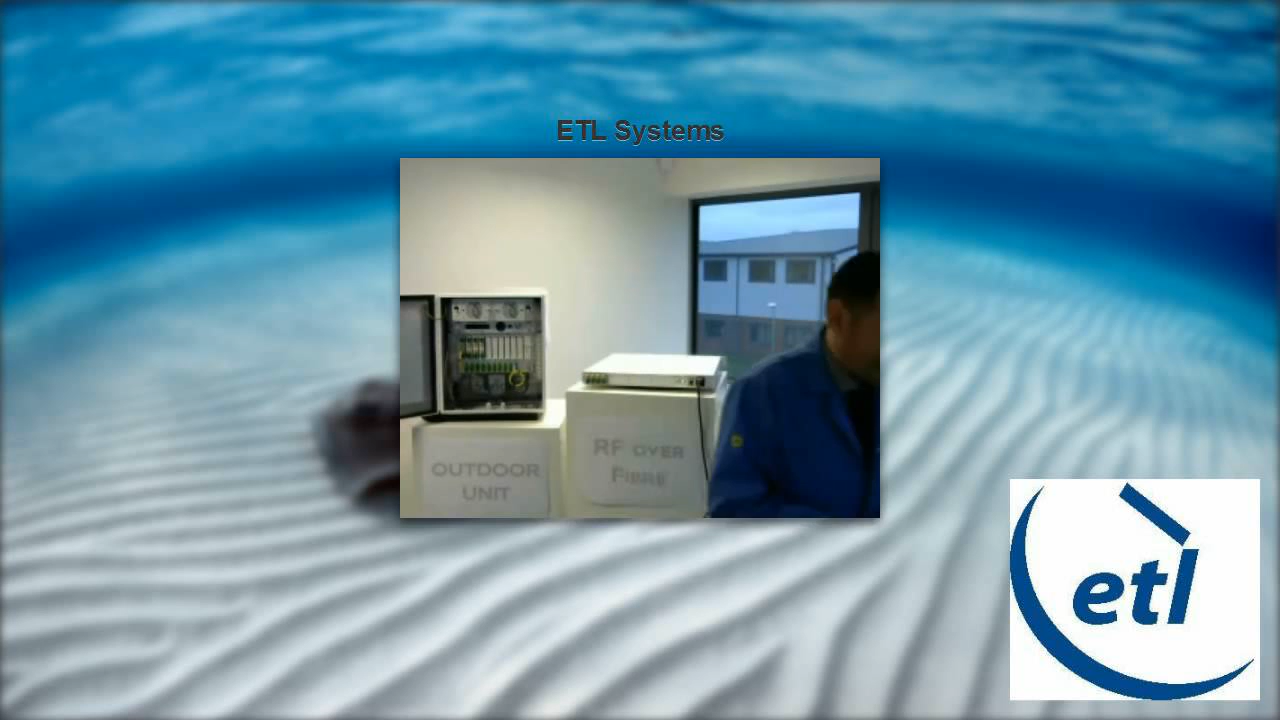 ETL Systems
OUTDOOR
UNIT
RF OVER
FIBRE
etl